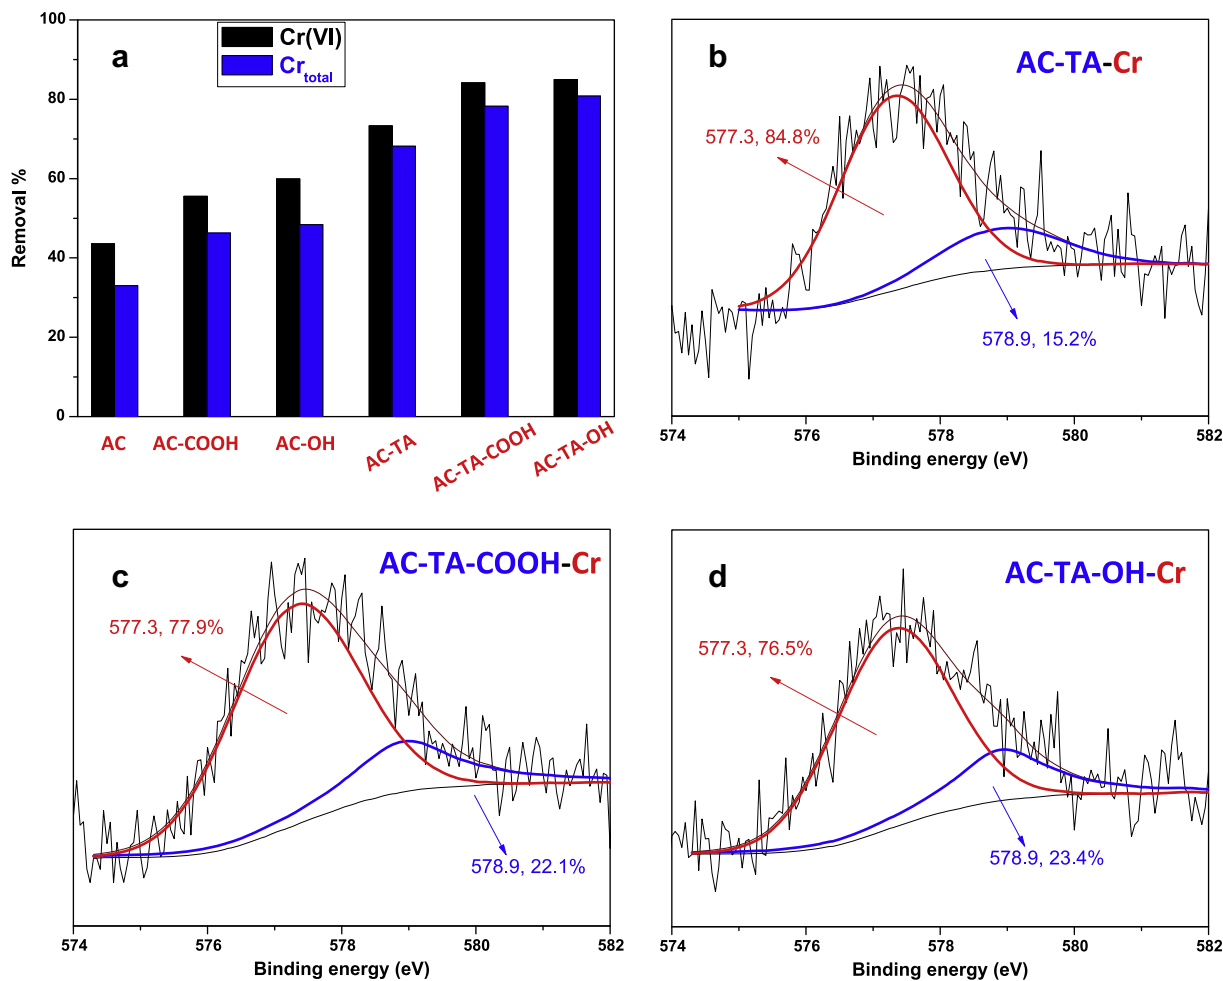 a
Cr(VI)
Cr_total
Removal %
100
80
60
40
20
0
AC
AC-COOH
AC-OH
AC-TA
AC-TA-COOH
AC-TA-OH
b
AC-TA-Cr
577.3, 84.8%
578.9, 15.2%
574
576
578
580
582
Binding energy (eV)
c
AC-TA-COOH-Cr
577.3, 77.9%
578.9, 22.1%
574
576
578
580
582
Binding energy (eV)
d
AC-TA-OH-Cr
577.3, 76.5%
578.9, 23.4%
574
576
578
580
582
Binding energy (eV)